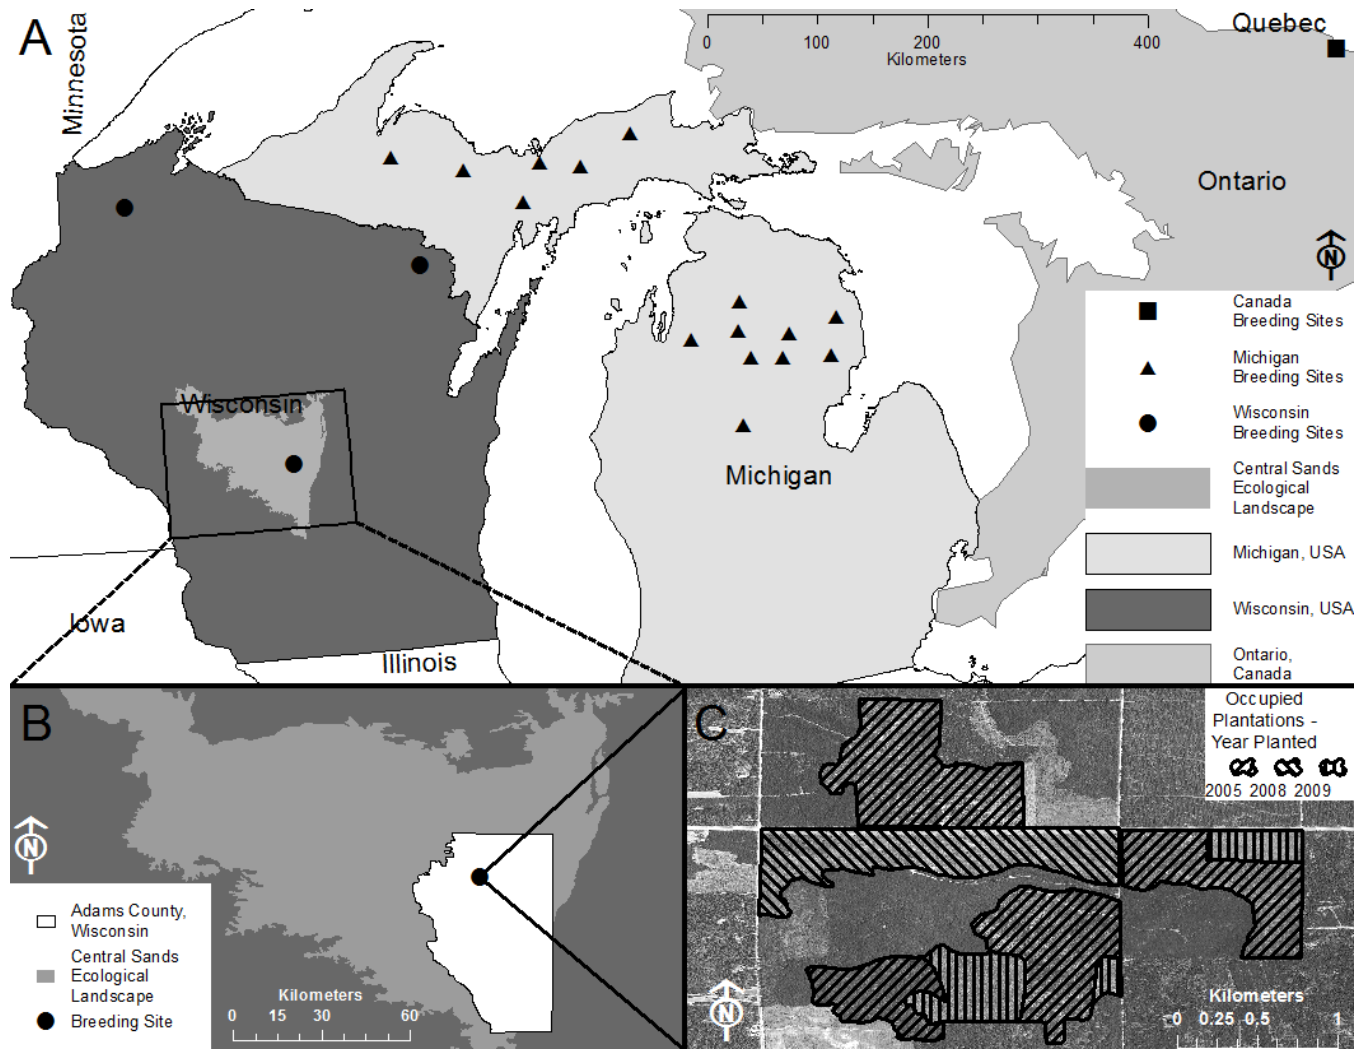 A
Minnesota
Quebec
0 100 200 400
Kilometers
Ontario
N
Wisconsin
Michigan
Iowa
Illinois
Canada
Breeding Sites
Michigan
Breeding Sites
Wisconsin
Breeding Sites
Central Sands
Ecological
Landscape
Michigan, USA
Wisconsin, USA
Ontario,
Canada
B
N
Adams County,
Wisconsin
Central Sands
Ecological
Landscape
Breeding Site
Kilometers
0 15 30 60
C
Occupied
Plantations -
Year Planted
2005 2008 2009
N
Kilometers
0 0.25 0.5 1